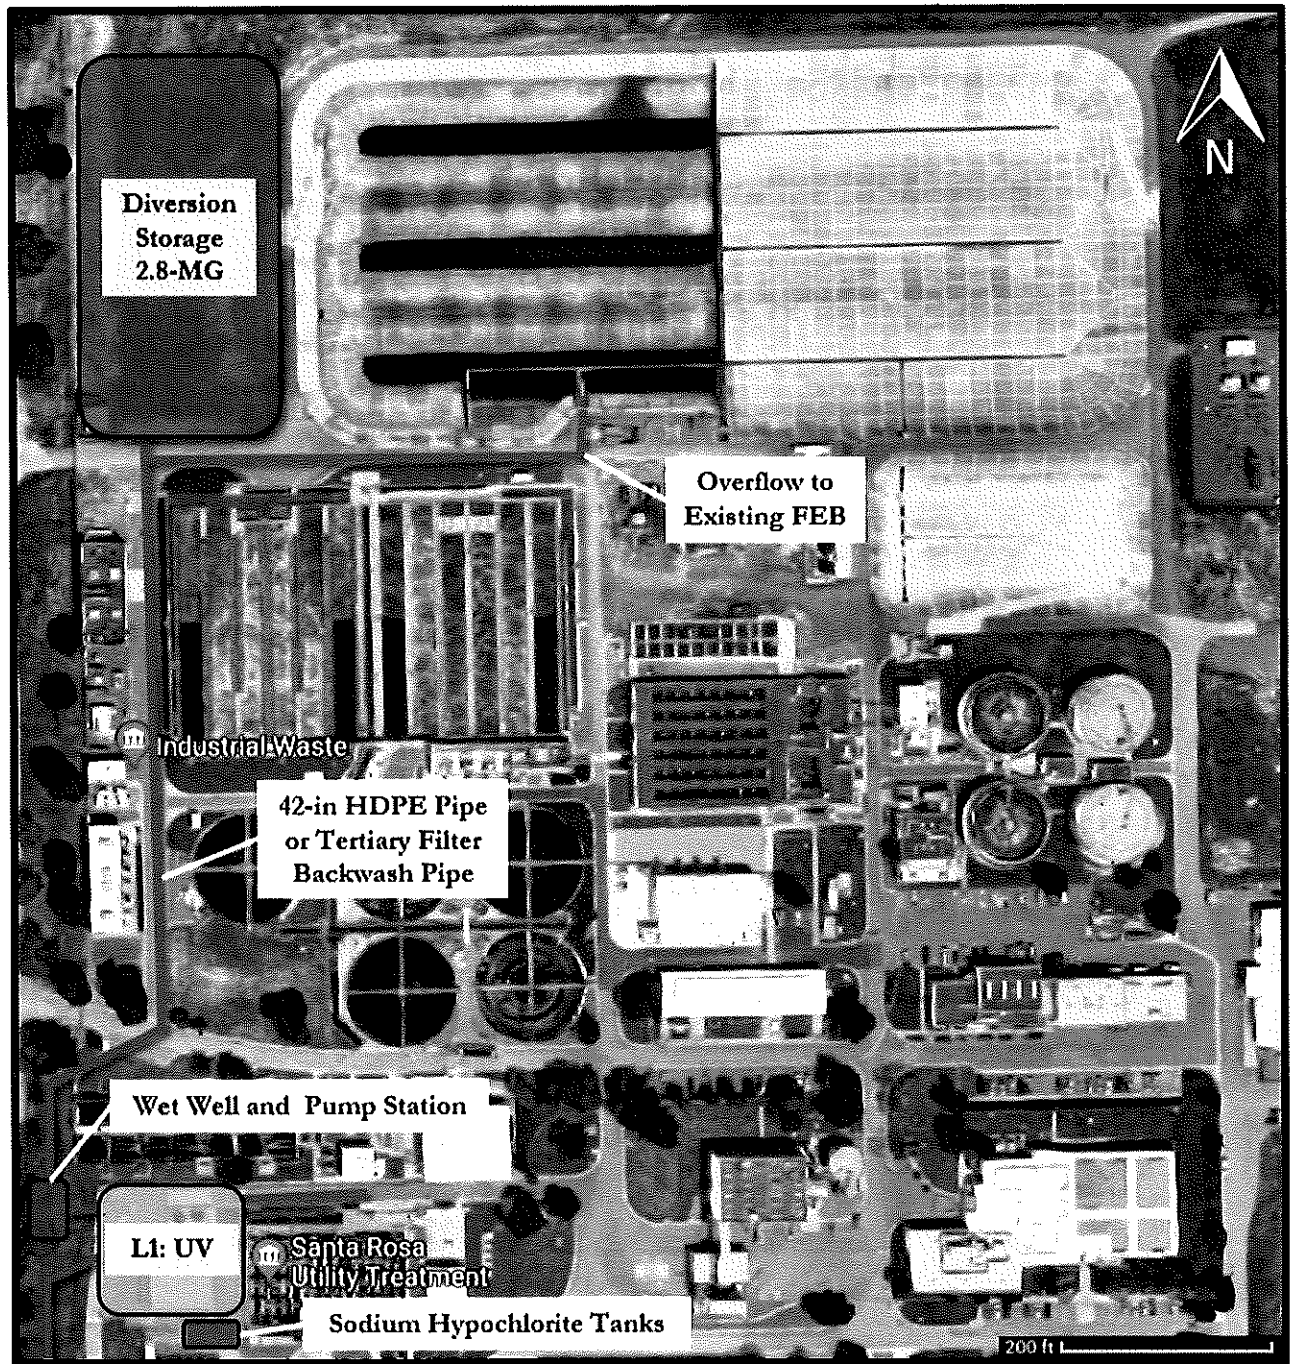 N
Diversion
Storage
2.8-MG
Overflow to
Existing FEB
Industrial Waste
42-in HDPE Pipe
or Tertiary Filter
Backwash Pipe
Wet Well and Pump Station
L1: UV
Santa Rosa
Utility Treatment
Sodium Hypochlorite Tanks
200 ft